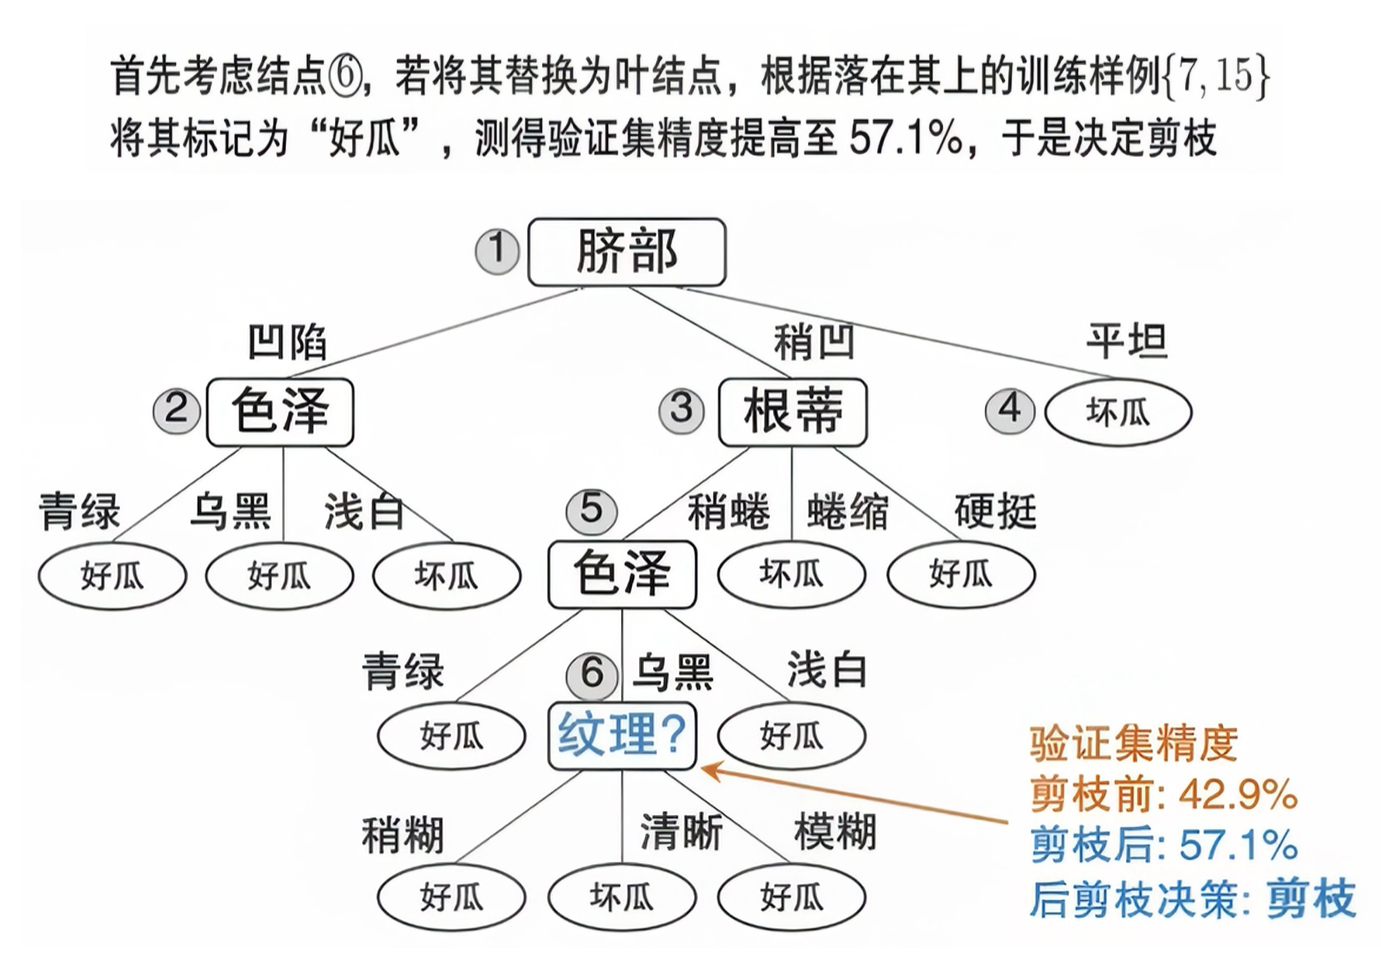 首先考虑结点⑥，若将其替换为叶结点，根据落在其上的训练样例{7, 15}
将其标记为“好瓜”，测得验证集精度提高至 57.1%，于是决定剪枝
1 脐部
凹陷 稍凹 平坦
2 色泽 3 根蒂 4 坏瓜
青绿 乌黑 浅白 5 稍蜷 蜷缩 硬挺
好瓜 好瓜 坏瓜 色泽 坏瓜 好瓜
青绿 6 乌黑 浅白
好瓜 纹理? 好瓜
验证集精度
剪枝前: 42.9%
剪枝后: 57.1%
后剪枝决策: 剪枝
稍糊 清晰 模糊
好瓜 坏瓜 好瓜